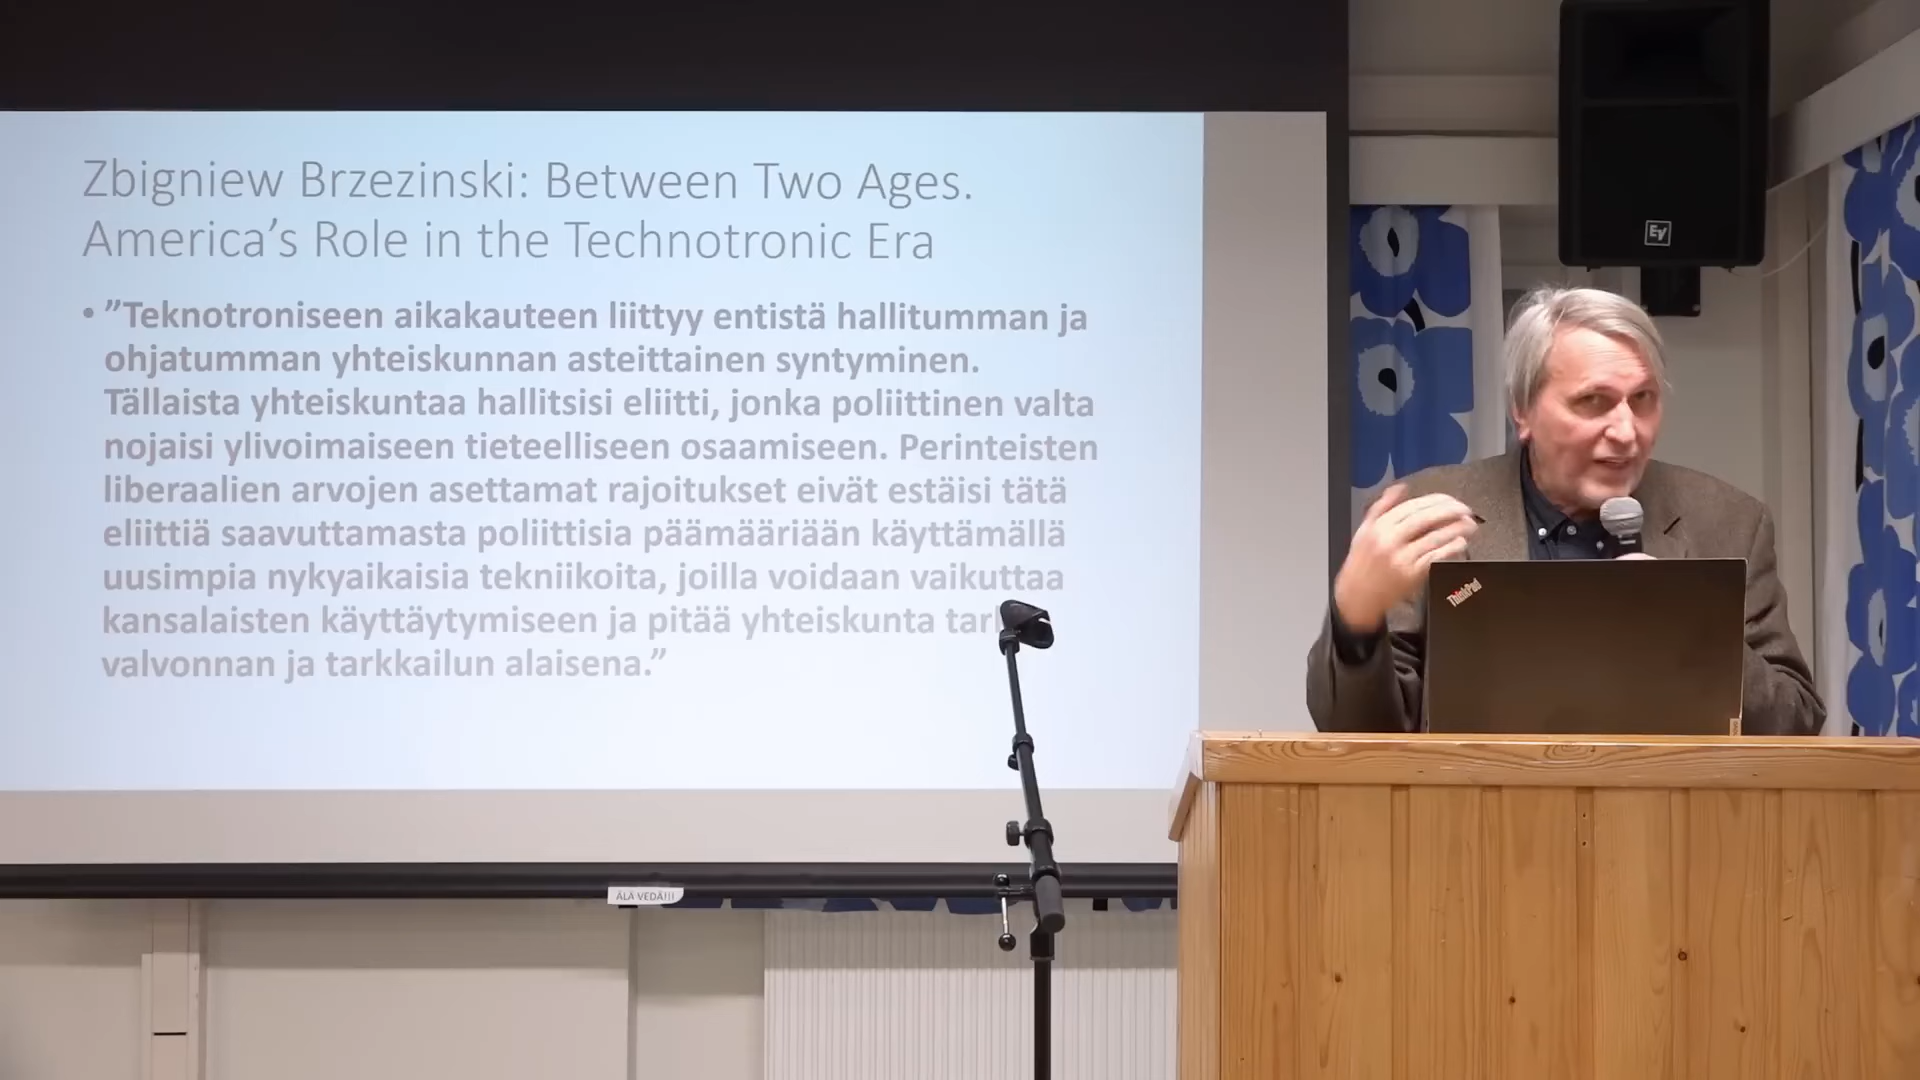 Zbigniew Brzezinski: Between Two Ages.
America’s Role in the Technotronic Era
• ”Teknotroniseen aikakauteen liittyy entistä hallitumman ja
ohjatumman yhteiskunnan asteittainen syntyminen.
Tällaista yhteiskuntaa hallitsisi eliitti, jonka poliittinen valta
nojaisi ylivoimaiseen tieteelliseen osaamiseen. Perinteisten
liberaalien arvojen asettamat rajoitukset eivät estäisi tätä
eliittiä saavuttamasta poliittisia päämääriään käyttämällä
uusimpia nykyaikaisia tekniikoita, joilla voidaan vaikuttaa
kansalaisten käyttäytymiseen ja pitää yhteiskunta
valvonnan ja tarkkailun alaisena.”
EV
ThinkPad
ÄLÄ VEDÄ!!!